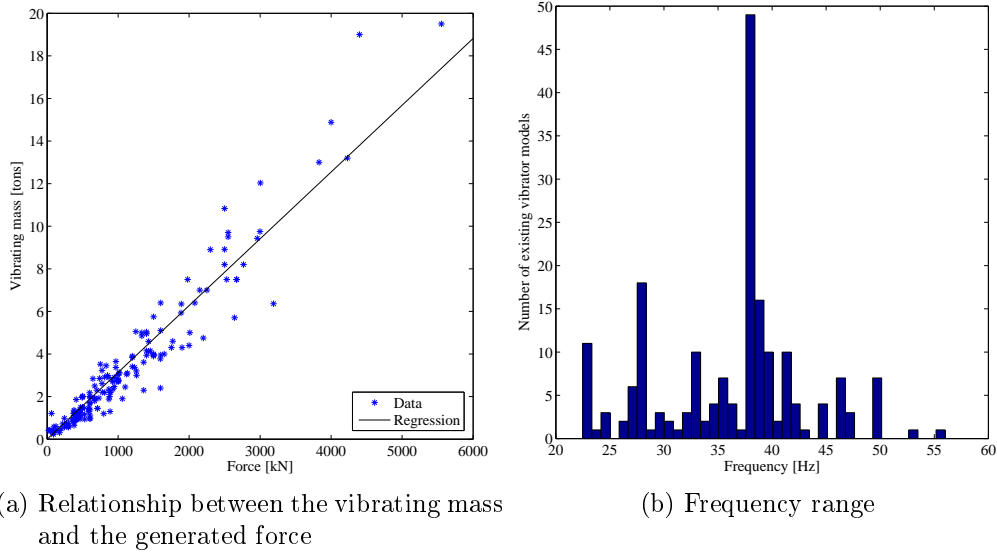 20
18
16
14
12
10
8
6
4
2
0
Vibrating mass [tons]
0 1000 2000 3000 4000 5000 6000
Force [kN]
Data
Regression
50
45
40
35
30
25
20
15
10
5
0
Number of existing vibrator models
20 25 30 35 40 45 50 55 60
Frequency [Hz]
a) Relationship between the vibrating mass
and the generated force
(b) Frequency range